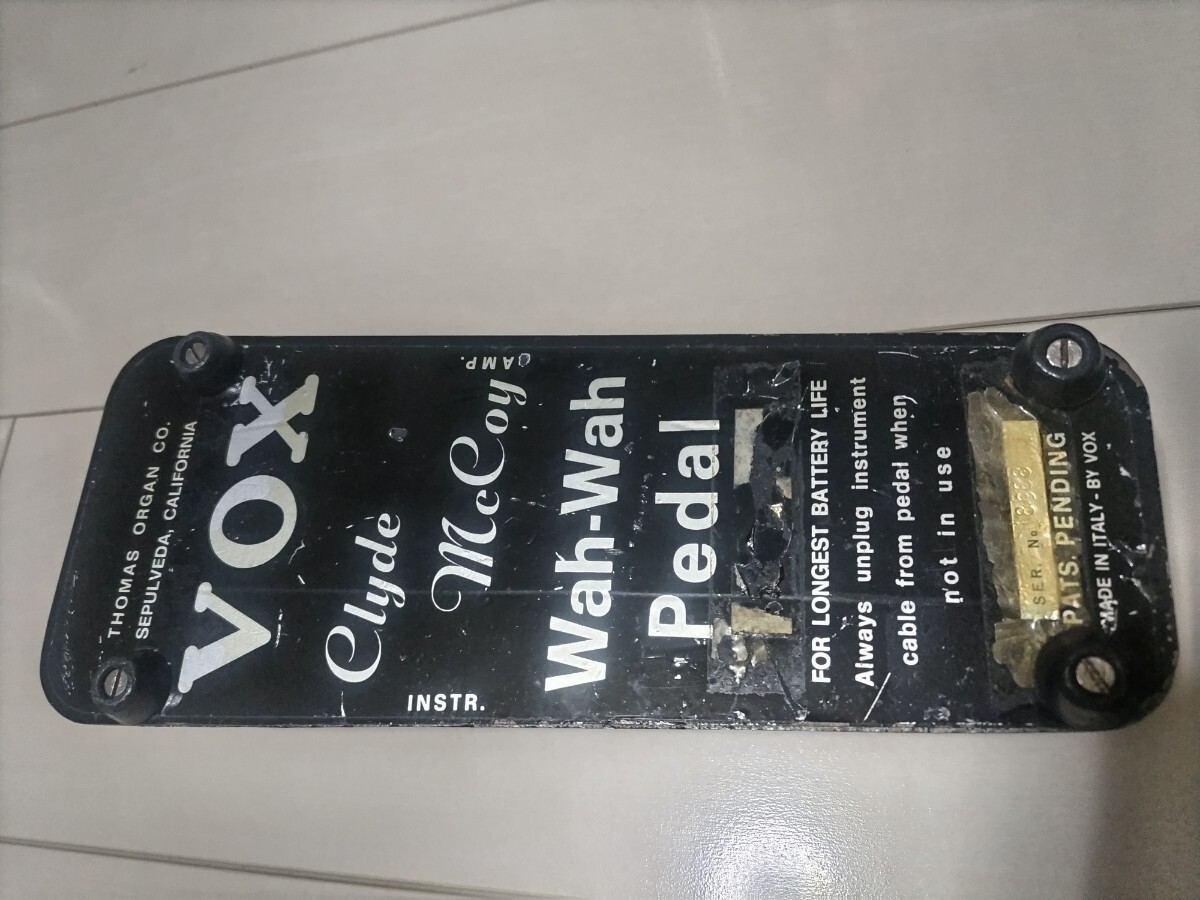 THOMAS ORGAN CO.
SEPULVEDA, CALIFORNIA
VOX
Clyde
McCoy
INSTR.
AMP.
Wah-Wah
Pedal
FOR LONGEST BATTERY LIFE
Always unplug instrument
cable from pedal when
not in use
SER. No.
PATS. PENDING
MADE IN ITALY - BY VOX